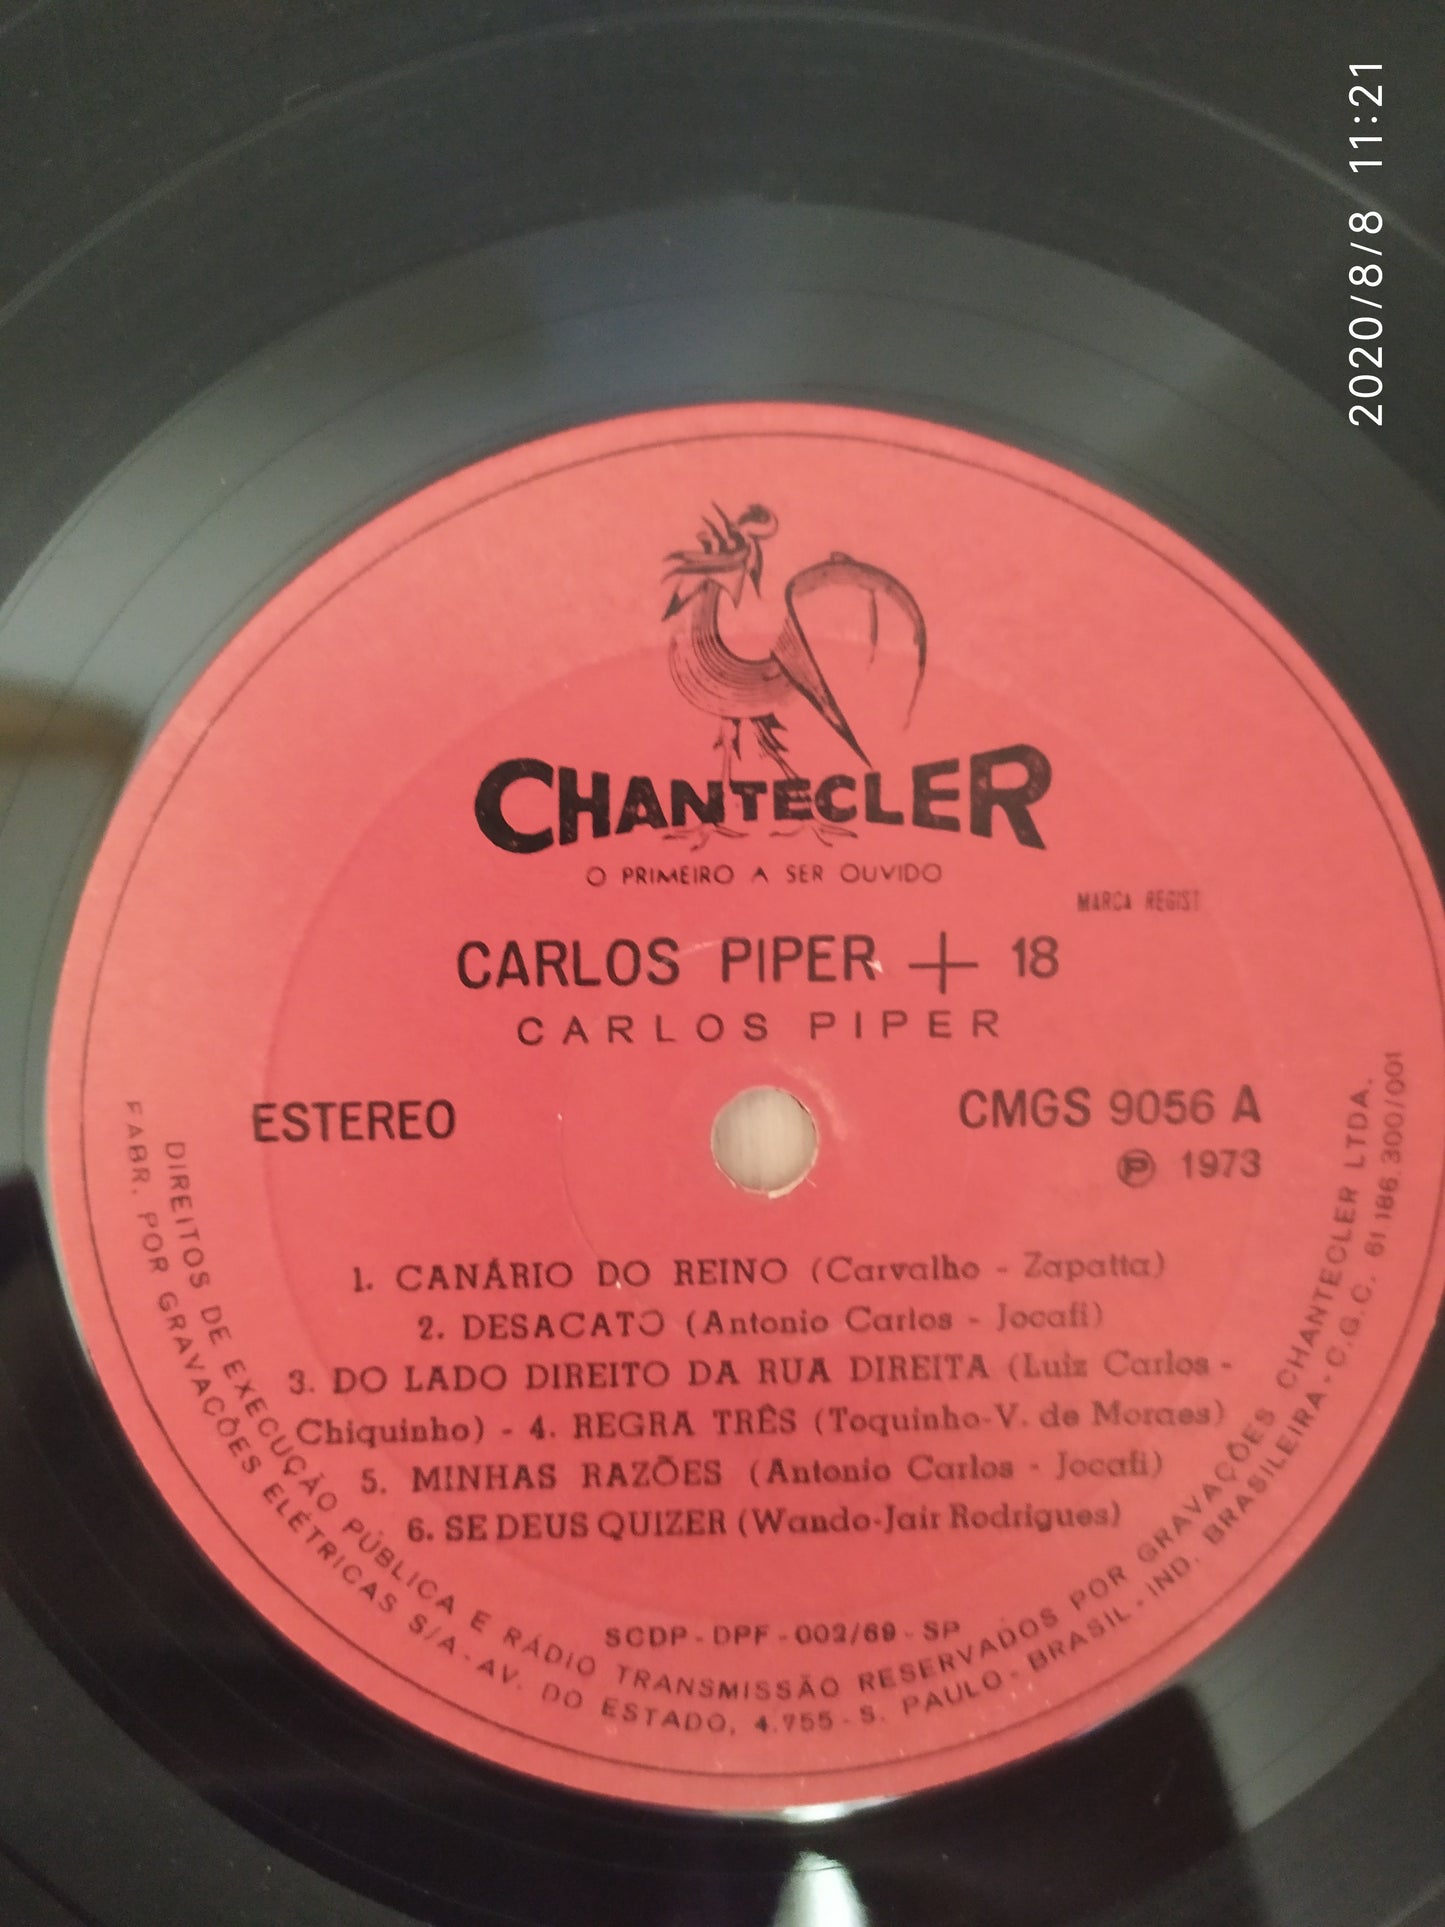 2020/8/8 11:21
CHANTECLER
O PRIMEIRO A SER OUVIDO
MARCA REGIST
CARLOS PIPER + 18
CARLOS PIPER
ESTEREO
CMGS 9056 A
Ⓟ 1973
1. CANÁRIO DO REINO (Carvalho - Zapatta)
2. DESACATO (Antonio Carlos - Jocafi)
3. DO LADO DIREITO DA RUA DIREITA (Luiz Carlos -
Chiquinho) - 4. REGRA TRÊS (Toquinho-V. de Moraes)
5. MINHAS RAZÕES (Antonio Carlos - Jocafi)
6. SE DEUS QUIZER (Wando-Jair Rodrigues)
SCDP - DPF - 002/69 - SP
DIREITOS DE EXECUÇÃO PÚBLICA E RÁDIO TRANSMISSÃO RESERVADOS POR GRAVAÇÕES CHANTECLER LTDA.
FABR. POR GRAVAÇÕES ELÉTRICAS S/A - AV. DO ESTADO, 4.755 - S. PAULO - BRASIL - IND. BRASILEIRA - C.G.C. 61.186.300/001